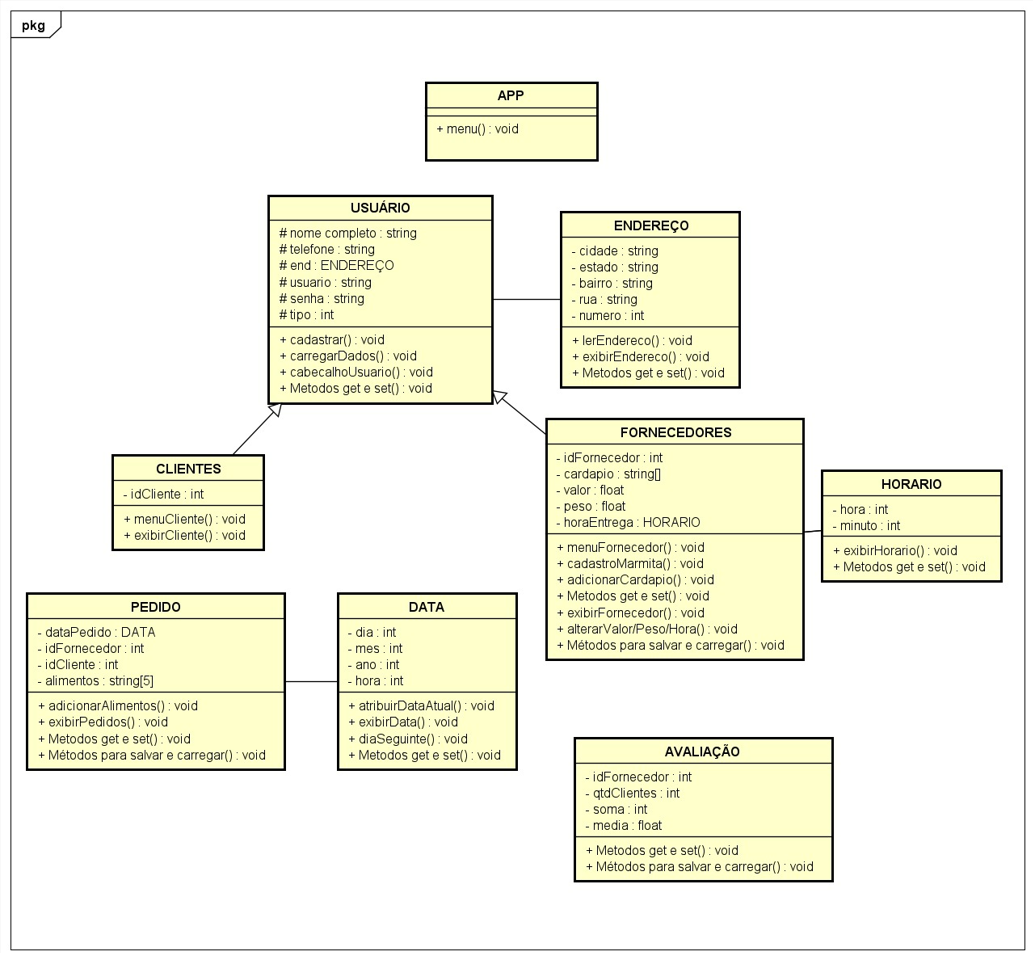 pkg
APP
+ menu() : void
USUÁRIO
# nome completo : string
# telefone : string
# end : ENDEREÇO
# usuario : string
# senha : string
# tipo : int
+ cadastrar() : void
+ carregarDados() : void
+ cabecalhoUsuario() : void
+ Metodos get e set() : void
ENDEREÇO
- cidade : string
- estado : string
- bairro : string
- rua : string
- numero : int
+ lerEndereco() : void
+ exibirEndereco() : void
+ Metodos get e set() : void
CLIENTES
- idCliente : int
+ menuCliente() : void
+ exibirCliente() : void
FORNECEDORES
- idFornecedor : int
- cardapio : string[]
- valor : float
- peso : float
- horaEntrega : HORARIO
+ menuFornecedor() : void
+ cadastroMarmita() : void
+ adicionarCardapio() : void
+ Metodos get e set() : void
+ exibirFornecedor() : void
+ alterarValor/Peso/Hora() : void
+ Métodos para salvar e carregar() : void
HORARIO
- hora : int
- minuto : int
+ exibirHorario() : void
+ Metodos get e set() : void
PEDIDO
- dataPedido : DATA
- idFornecedor : int
- idCliente : int
- alimentos : string[5]
+ adicionarAlimentos() : void
+ exibirPedidos() : void
+ Metodos get e set() : void
+ Métodos para salvar e carregar() : void
DATA
- dia : int
- mes : int
- ano : int
- hora : int
+ atribuirDataAtual() : void
+ exibirData() : void
+ diaSeguinte() : void
+ Metodos get e set() : void
AVALIAÇÃO
- idFornecedor : int
- qtdClientes : int
- soma : int
- media : float
+ Metodos get e set() : void
+ Métodos para salvar e carregar() : void